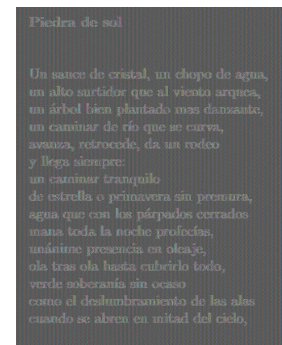 Piedra de sol
Un sauce de cristal, un chopo de agua,
un alto surtidor que el viento arquea,
un árbol bien plantado mas danzante,
un caminar de río que se curva,
avanza, retrocede, da un rodeo
y llega siempre:
un caminar tranquilo
de estrella o primavera sin premura,
agua que con los párpados cerrados
mana toda la noche profecías,
unánime presencia en oleaje,
ola tras ola hasta cubrirlo todo,
verde soberanía sin ocaso
como el deslumbramiento de las alas
cuando se abren en mitad del cielo,